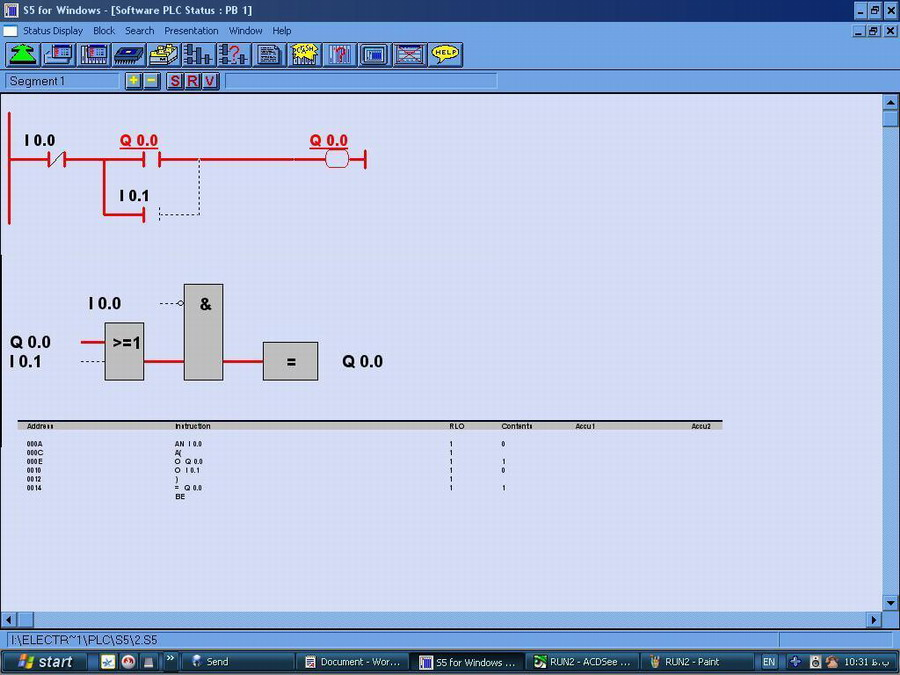 S5 for Windows - [Software PLC Status : PB 1]
Status Display Block Search Presentation Window Help
CRASH HELP
Segment 1 + - S R V
I 0.0 Q 0.0 Q 0.0
I 0.1
I 0.0 &
Q 0.0 >=1
I 0.1 = Q 0.0
Address Instruction RLO Contents Accu1 Accu2
000A AN I 0.0 1 0
000C A( 1
000E O Q 0.0 1 1
0010 O I 0.1 1 0
0012 ) 1
0014 = Q 0.0 1 1
BE
I:\ELECTR~1\PLC\S5\2.S5
start Send Document - Wor... S5 for Windows ... RUN2 - ACDSee ... RUN2 - Paint EN 10:31 ب.ظ